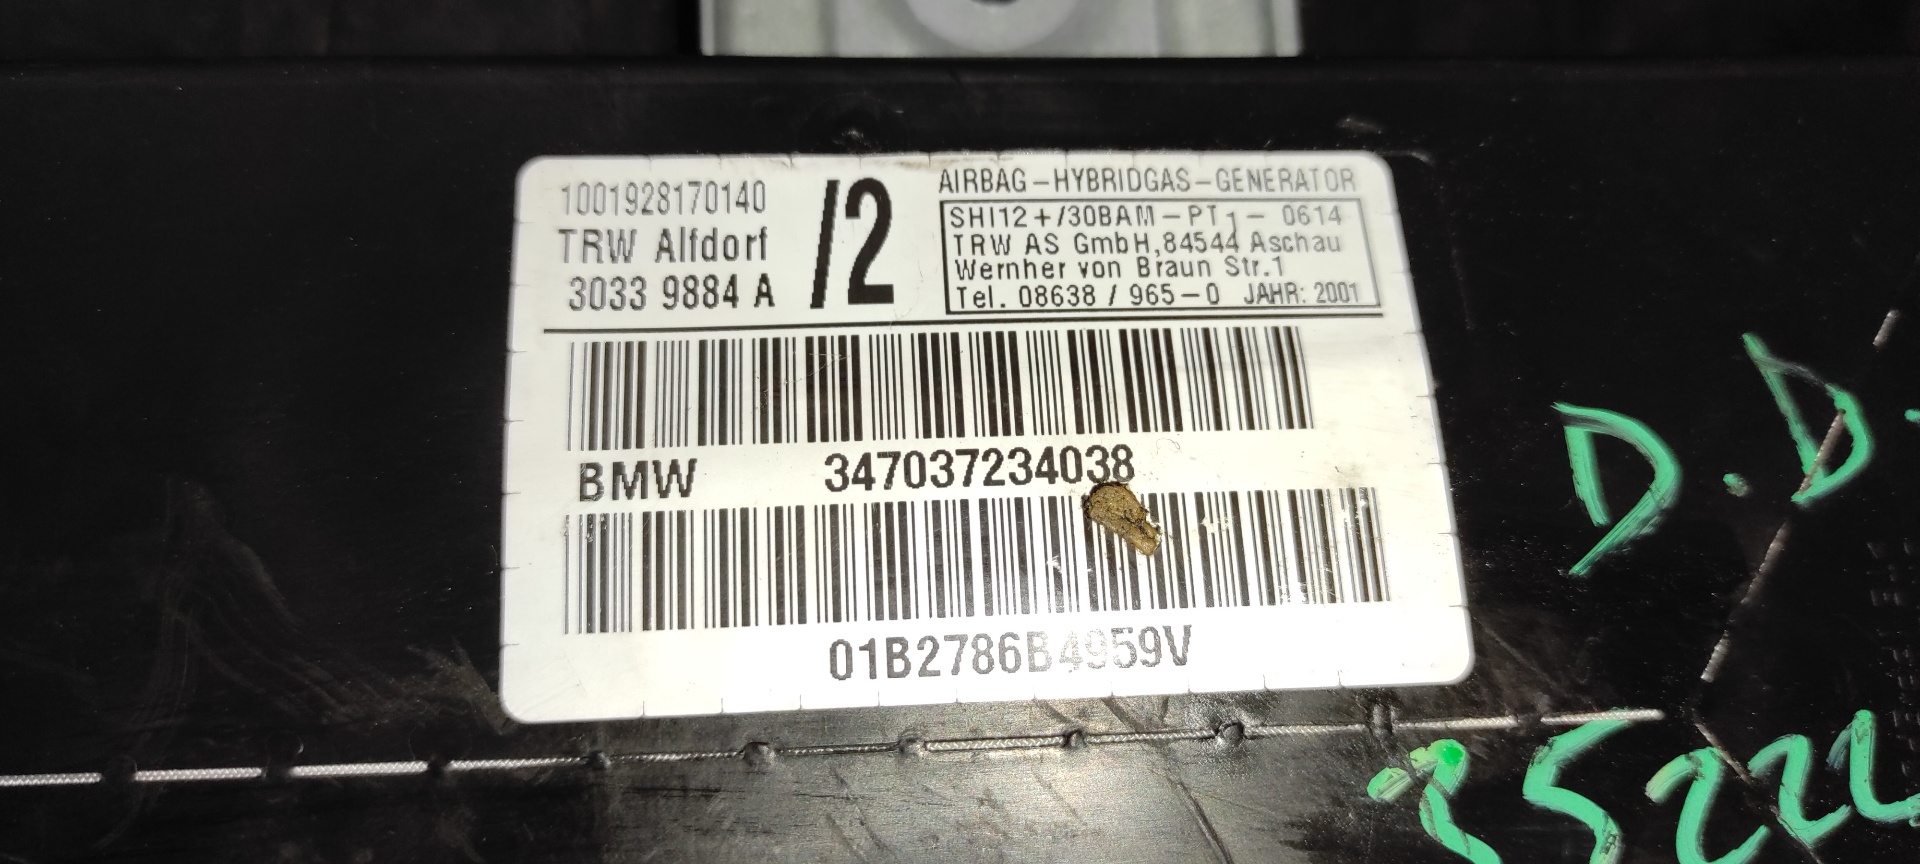 1001928170140
TRW Alfdorf
3033 9884 A
/2
AIRBAG-HYBRIDGAS-GENERATOR
SHI12+/30BAM-PT1-0614
TRW AS GmbH,84544 Aschau
Wernher von Braun Str.1
Tel. 08638 / 965-0 JAHR: 2001
BMW 347037234038
01B2786B4959V
D.D.